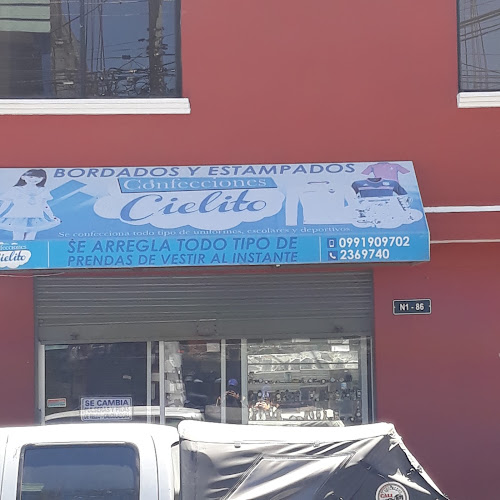 BORDADOS Y ESTAMPADOS
Confecciones
Cielito
Se confecciona todo tipo de uniformes, escolares y deportivos
SE ARREGLA TODO TIPO DE
PRENDAS DE VESTIR AL INSTANTE
0991909702
2369740
N1 - 86
SE CAMBIA
CALL